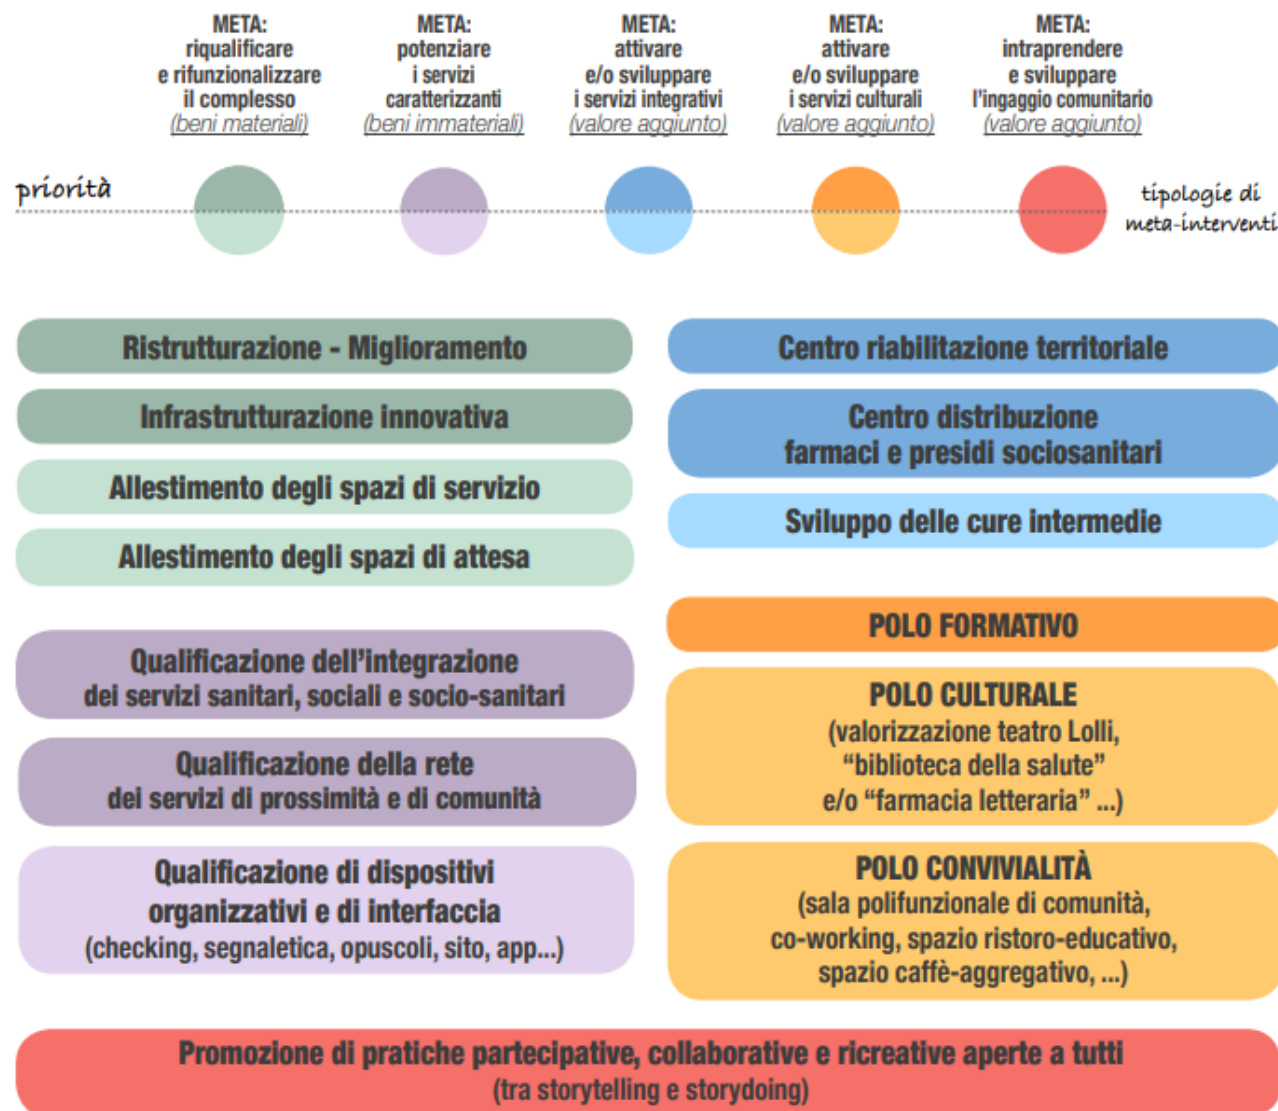 META:
riqualificare
e rifunzionalizzare
il complesso
(beni materiali)
META:
potenziare
i servizi
caratterizzanti
(beni immateriali)
META:
attivare
e/o sviluppare
i servizi integrativi
(valore aggiunto)
META:
attivare
e/o sviluppare
i servizi culturali
(valore aggiunto)
META:
intraprendere
e sviluppare
l'ingaggio comunitario
(valore aggiunto)
priorità
tipologie di
meta-interventi
Ristrutturazione - Miglioramento
Infrastrutturazione innovativa
Allestimento degli spazi di servizio
Allestimento degli spazi di attesa
Qualificazione dell'integrazione
dei servizi sanitari, sociali e socio-sanitari
Qualificazione della rete
dei servizi di prossimità e di comunità
Qualificazione di dispositivi
organizzativi e di interfaccia
(checking, segnaletica, opuscoli, sito, app...)
Centro riabilitazione territoriale
Centro distribuzione
farmaci e presidi sociosanitari
Sviluppo delle cure intermedie
POLO FORMATIVO
POLO CULTURALE
(valorizzazione teatro Lolli,
“biblioteca della salute”
e/o “farmacia letteraria” ...)
POLO CONVIVIALITÀ
(sala polifunzionale di comunità,
co-working, spazio ristoro-educativo,
spazio caffè-aggregativo, ...)
Promozione di pratiche partecipative, collaborative e ricreative aperte a tutti
(tra storytelling e storydoing)